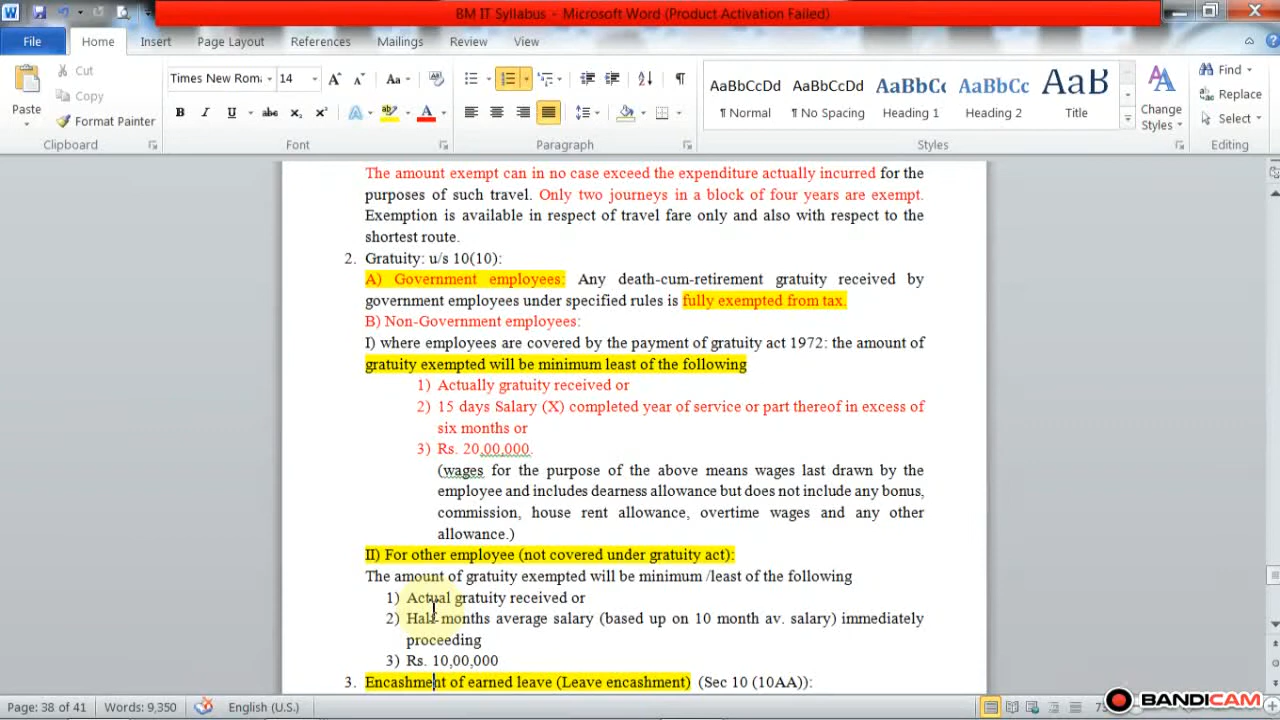 BM IT Syllabus - Microsoft Word (Product Activation Failed)
File Home Insert Page Layout References Mailings Review View
Paste
Cut
Copy
Format Painter
Clipboard
Times New Roma 14
Font
Paragraph
AaBbCcDd AaBbCcDd AaBbCc AaBbCc AaB
¶ Normal ¶ No Spacing Heading 1 Heading 2 Title
Change Styles
Styles
Find
Replace
Select
Editing
The amount exempt can in no case exceed the expenditure actually incurred for the
purposes of such travel. Only two journeys in a block of four years are exempt.
Exemption is available in respect of travel fare only and also with respect to the
shortest route.
2. Gratuity: u/s 10(10):
A) Government employees: Any death-cum-retirement gratuity received by
government employees under specified rules is fully exempted from tax.
B) Non-Government employees:
I) where employees are covered by the payment of gratuity act 1972: the amount of
gratuity exempted will be minimum least of the following
1) Actually gratuity received or
2) 15 days Salary (X) completed year of service or part thereof in excess of
six months or
3) Rs. 20,00,000.
(wages for the purpose of the above means wages last drawn by the
employee and includes dearness allowance but does not include any bonus,
commission, house rent allowance, overtime wages and any other
allowance.)
II) For other employee (not covered under gratuity act):
The amount of gratuity exempted will be minimum /least of the following
1) Actual gratuity received or
2) Half months average salary (based up on 10 month av. salary) immediately
proceeding
3) Rs. 10,00,000
3. Encashment of earned leave (Leave encashment) (Sec 10 (10AA)):
Page: 38 of 41 Words: 9,350 English (U.S.)
BANDICAM